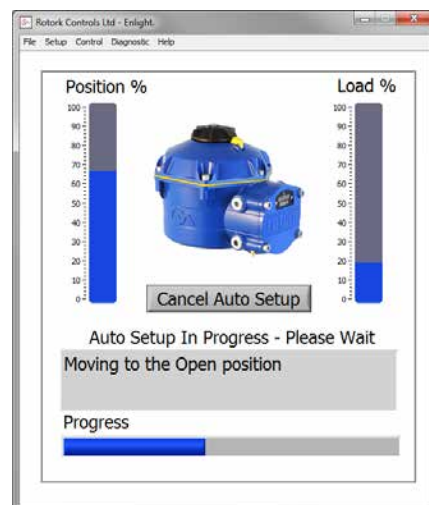 Rotork Controls Ltd - Enlight.
File Setup Control Diagnostic Help
Position % Load %
100 100
90 90
80 80
70 70
60 60
50 50
40 40
30 30
20 20
10 10
0 0
Cancel Auto Setup
Auto Setup In Progress - Please Wait
Moving to the Open position
Progress